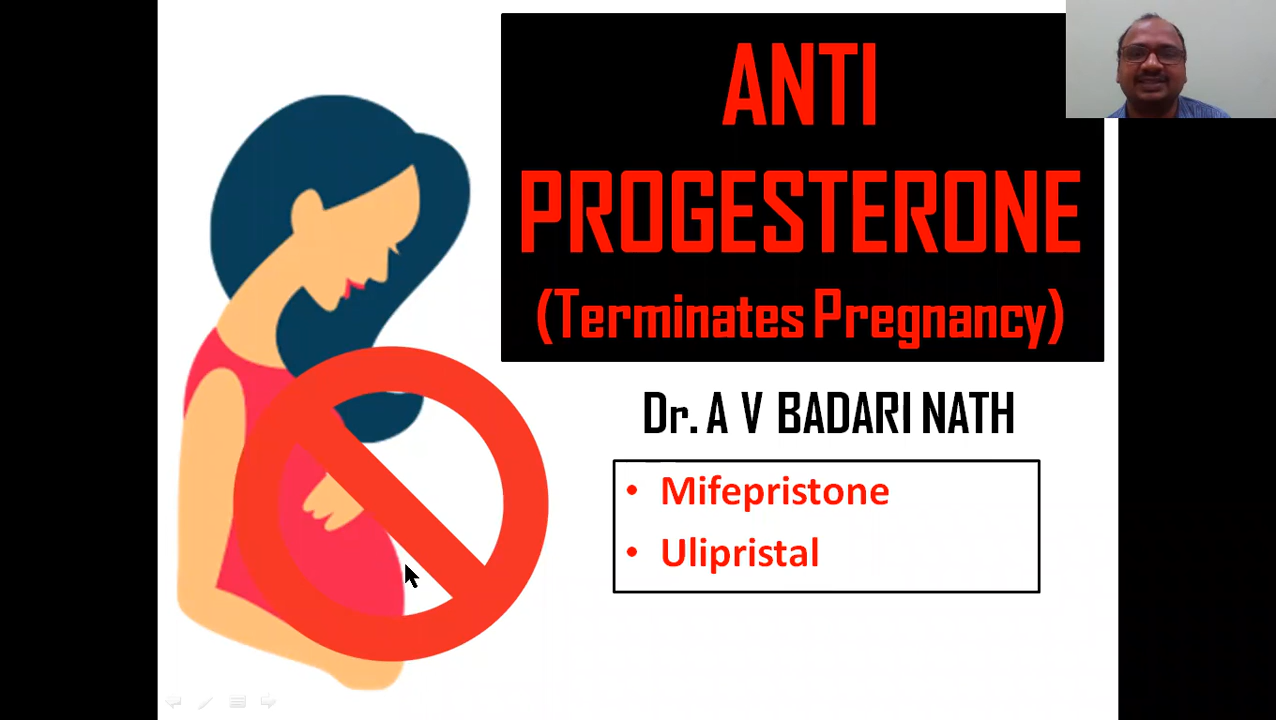 ANTI
PROGESTERONE
(Terminates Pregnancy)
Dr. A V BADARI NATH
• Mifepristone
• Ulipristal